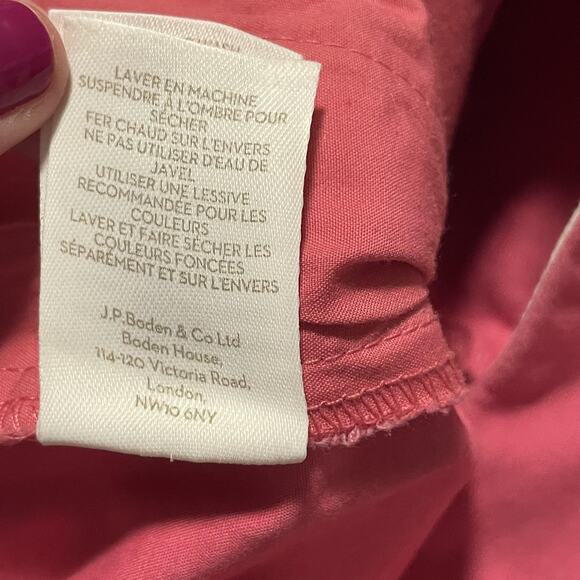 LAVER EN MACHINE
SUSPENDRE À L'OMBRE POUR
SÉCHER
FER CHAUD SUR L'ENVERS
NE PAS UTILISER D'EAU DE
JAVEL
UTILISER UNE LESSIVE
RECOMMANDÉE POUR LES
COULEURS
LAVER ET FAIRE SÉCHER LES
COULEURS FONCÉES
SÉPARÉMENT ET SUR L'ENVERS
J.P.Boden & Co Ltd
Boden House,
114-120 Victoria Road,
London,
NW10 6NY